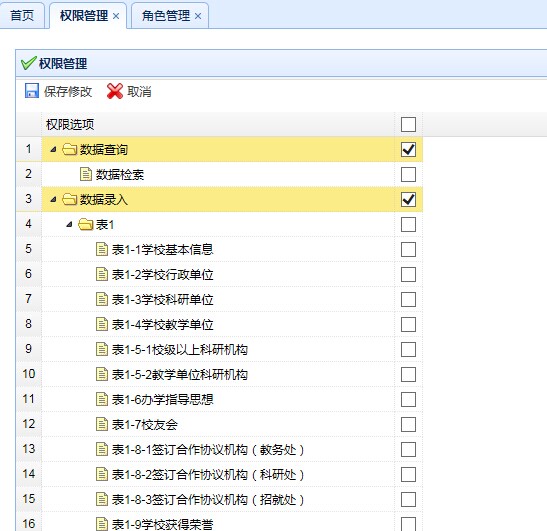 首页 权限管理 × 角色管理 ×
权限管理
保存修改 取消
权限选项
1 数据查询
2 数据检索
3 数据录入
4 表1
5 表1-1学校基本信息
6 表1-2学校行政单位
7 表1-3学校科研单位
8 表1-4学校教学单位
9 表1-5-1校级以上科研机构
10 表1-5-2教学单位科研机构
11 表1-6办学指导思想
12 表1-7校友会
13 表1-8-1签订合作协议机构（教务处）
14 表1-8-2签订合作协议机构（科研处）
15 表1-8-3签订合作协议机构（招就处）
16 表1-9学校获得荣誉